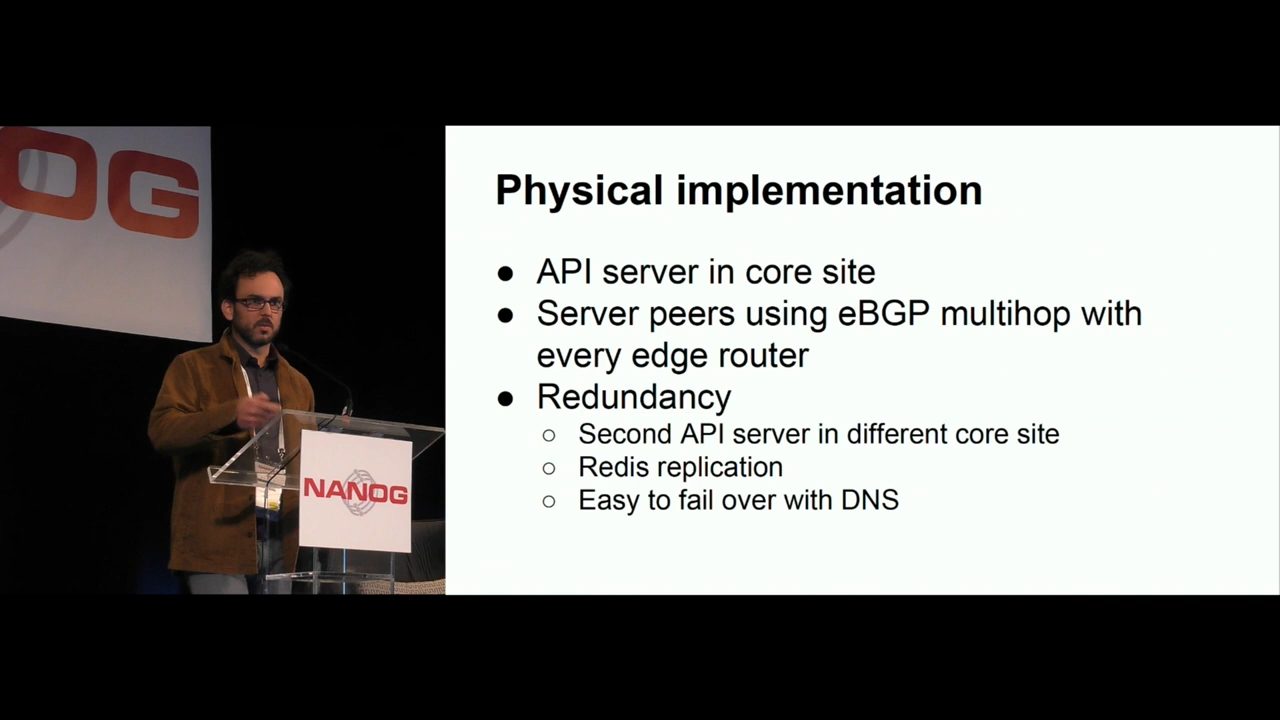 OG
NANOG
Physical implementation
● API server in core site
● Server peers using eBGP multihop with
every edge router
● Redundancy
○ Second API server in different core site
○ Redis replication
○ Easy to fail over with DNS